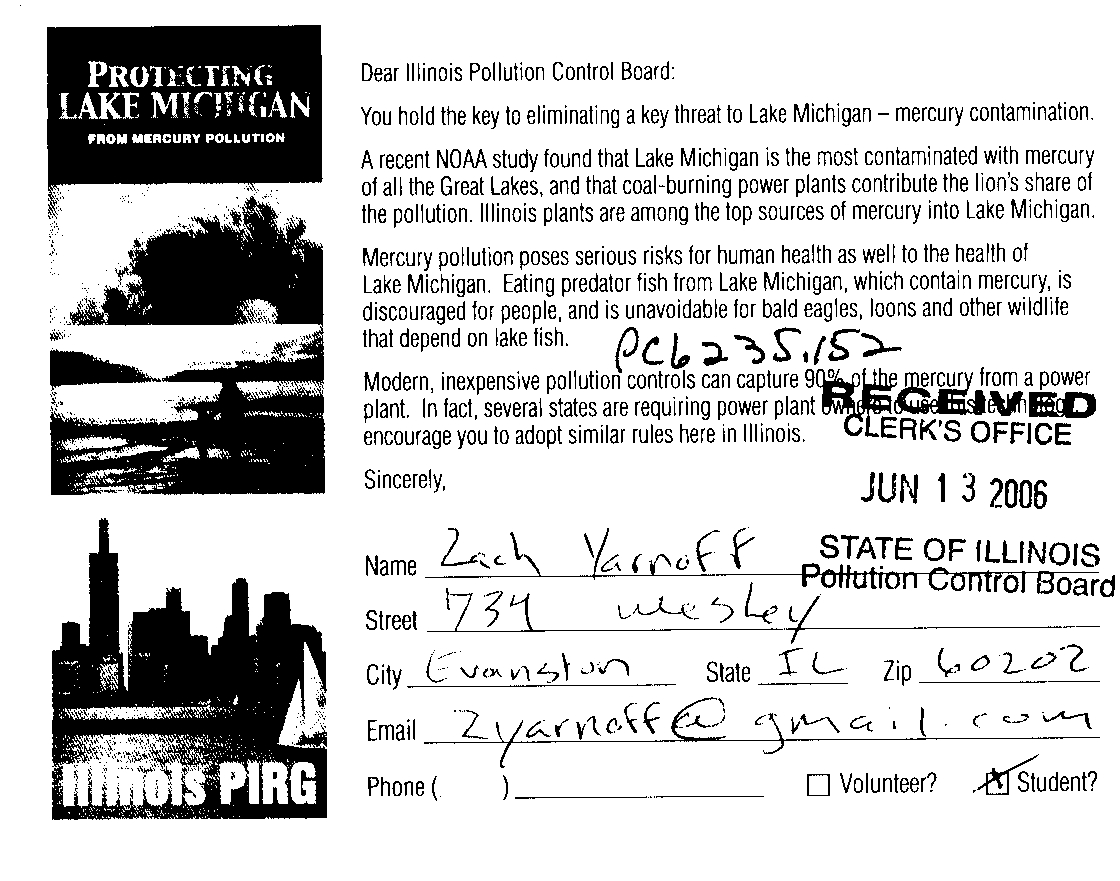 PROTECTING
LAKE MICHIGAN
FROM MERCURY POLLUTION
Illinois PIRG
Dear Illinois Pollution Control Board:
You hold the key to eliminating a key threat to Lake Michigan – mercury contamination.
A recent NOAA study found that Lake Michigan is the most contaminated with mercury
of all the Great Lakes, and that coal-burning power plants contribute the lion's share of
the pollution. Illinois plants are among the top sources of mercury into Lake Michigan.
Mercury pollution poses serious risks for human health as well to the health of
Lake Michigan. Eating predator fish from Lake Michigan, which contain mercury, is
discouraged for people, and is unavoidable for bald eagles, loons and other wildlife
that depend on lake fish.
PC6235.152
Modern, inexpensive pollution controls can capture 90% of the mercury from a power
plant. In fact, several states are requiring power plant owners to use
encourage you to adopt similar rules here in Illinois.
RECEIVED
CLERK'S OFFICE
JUN 13 2006
STATE OF ILLINOIS
Pollution Control Board
Sincerely,
Name Zach Yarnoff
Street 734 Wesley
City Evanston State IL Zip 60202
Email zyarnoff@gmail.com
Phone ( )
Volunteer? Student?